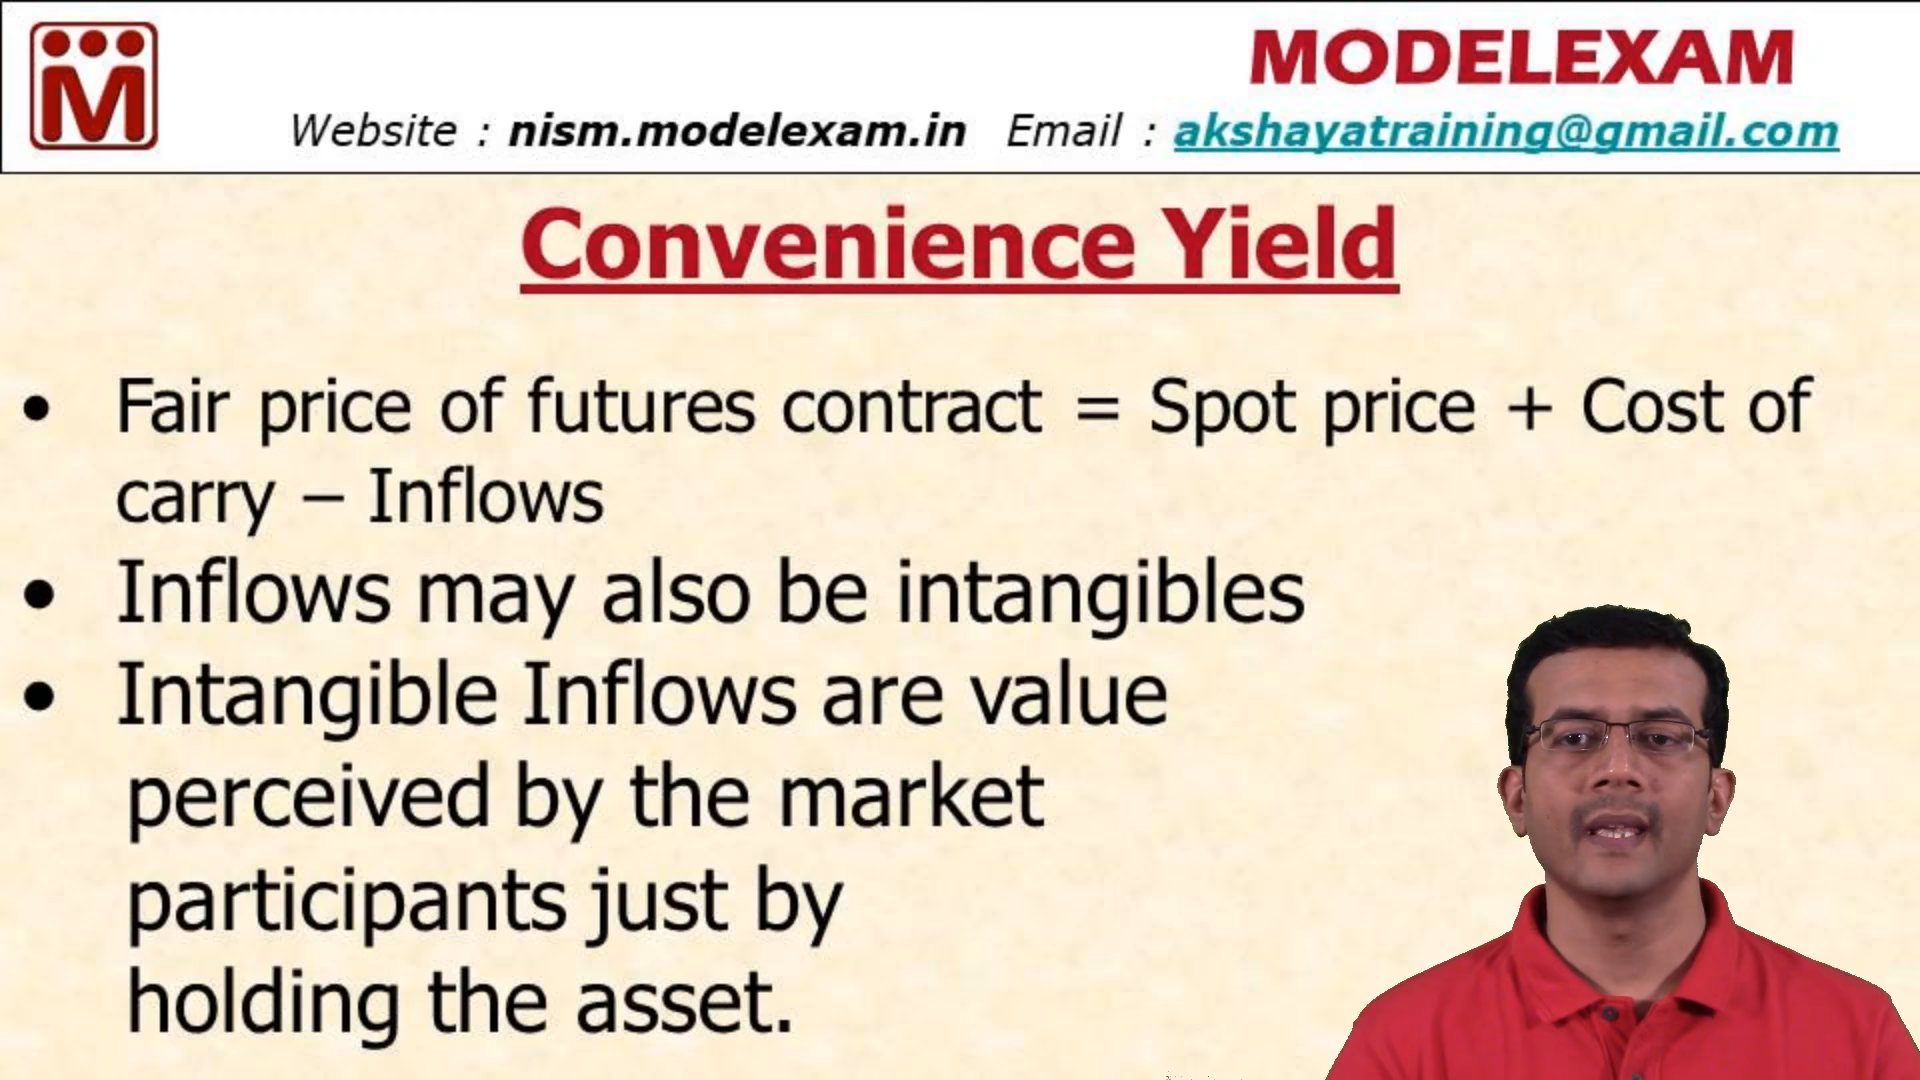 MODELEXAM
M
Website : nism.modelexam.in Email : akshayatraining@gmail.com
Convenience Yield
• Fair price of futures contract = Spot price + Cost of
carry – Inflows
• Inflows may also be intangibles
• Intangible Inflows are value
perceived by the market
participants just by
holding the asset.